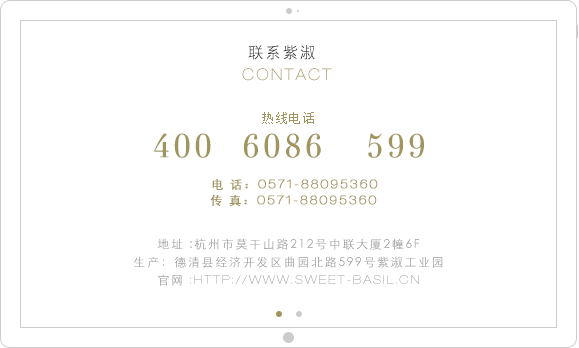 联系紫淑
CONTACT
热线电话
400 6086 599
电 话：0571-88095360
传 真：0571-88095360
地址 :杭州市莫干山路212号中联大厦2幢6F
生产：德清县经济开发区曲园北路599号紫淑工业园
官网 :HTTP://WWW.SWEET-BASIL.CN